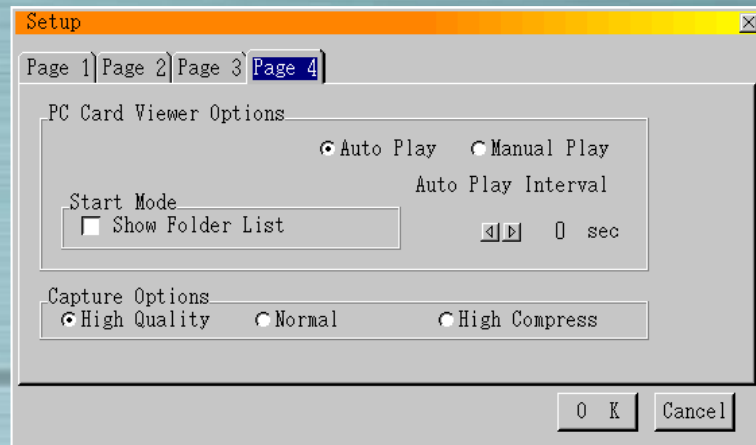 Setup
Page 1 Page 2 Page 3 Page 4
PC Card Viewer Options
Auto Play Manual Play
Auto Play Interval
Start Mode
Show Folder List
0 sec
Capture Options
High Quality Normal High Compress
O K Cancel